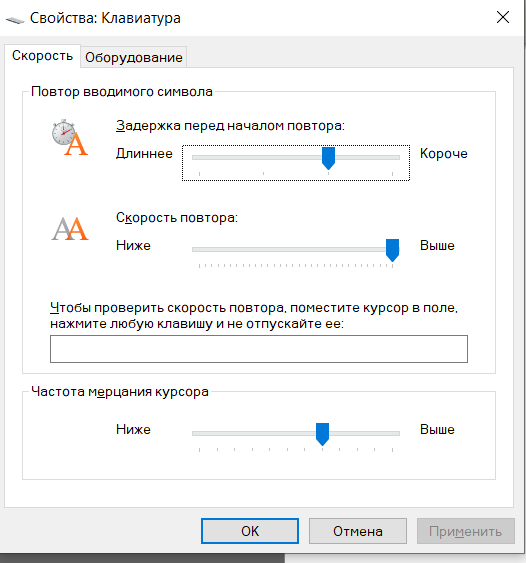 Свойства: Клавиатура
Скорость Оборудование
Повтор вводимого символа
Задержка перед началом повтора:
Длиннее Короче
Скорость повтора:
Ниже Выше
Чтобы проверить скорость повтора, поместите курсор в поле,
нажмите любую клавишу и не отпускайте ее:
Частота мерцания курсора
Ниже Выше
ОК Отмена Применить